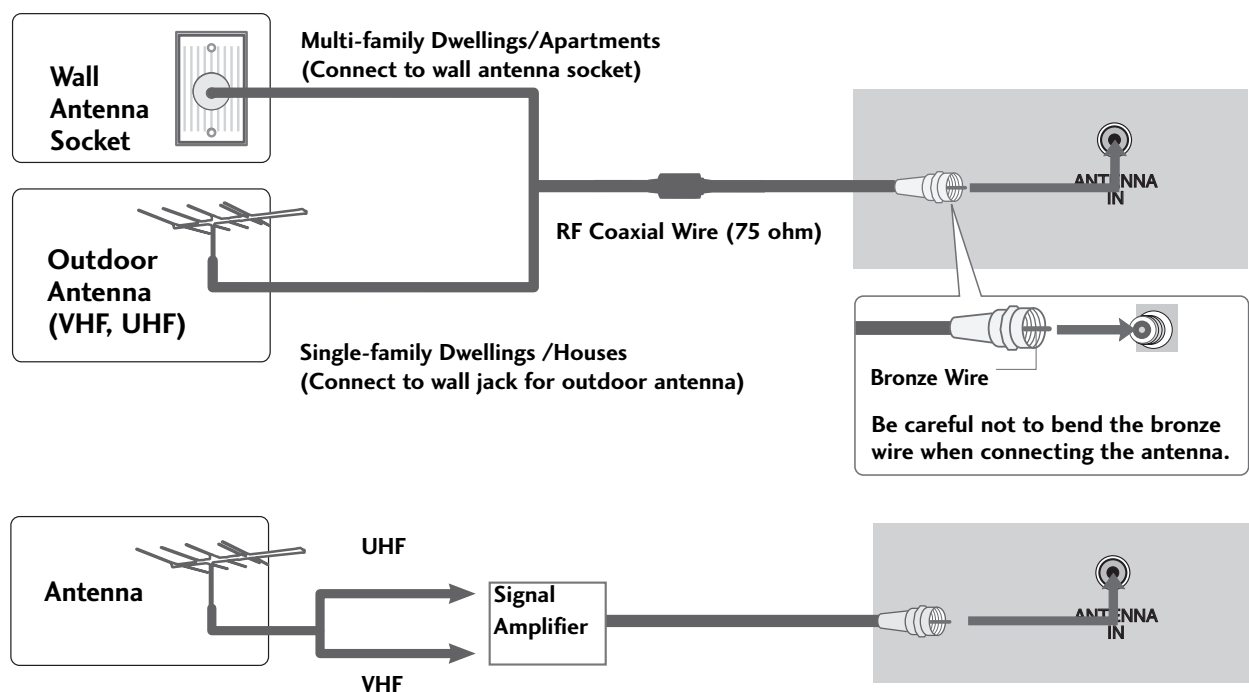 Multi-family Dwellings/Apartments
(Connect to wall antenna socket)
Wall
Antenna
Socket
ANTENNA
IN
RF Coaxial Wire (75 ohm)
Outdoor
Antenna
(VHF, UHF)
Single-family Dwellings /Houses
(Connect to wall jack for outdoor antenna)
Bronze Wire
Be careful not to bend the bronze
wire when connecting the antenna.
Antenna
UHF
VHF
Signal
Amplifier
ANTENNA
IN